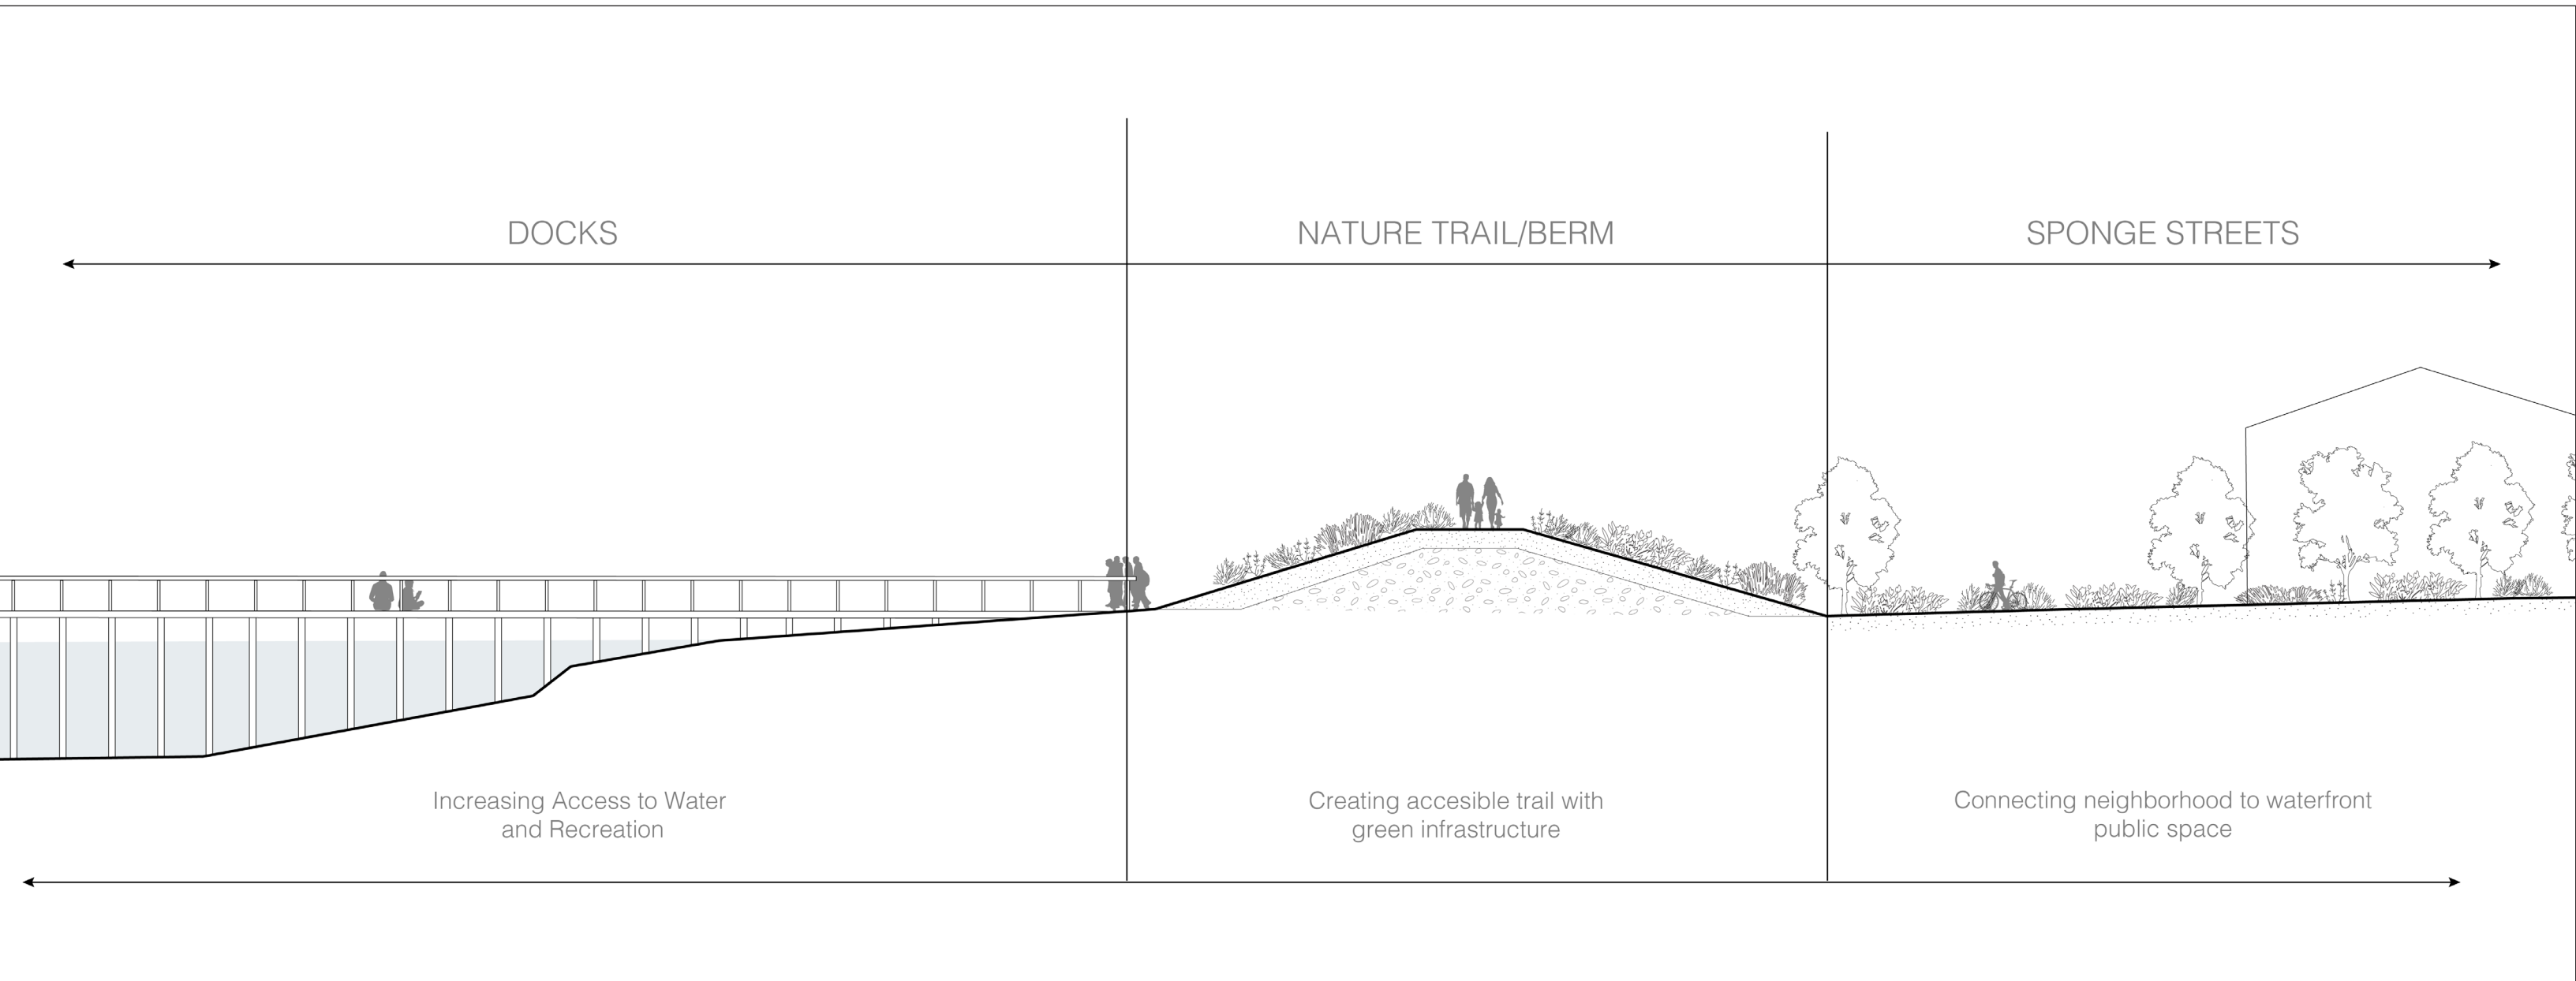 DOCKS
NATURE TRAIL/BERM
SPONGE STREETS
Increasing Access to Water
and Recreation
Creating accesible trail with
green infrastructure
Connecting neighborhood to waterfront
public space